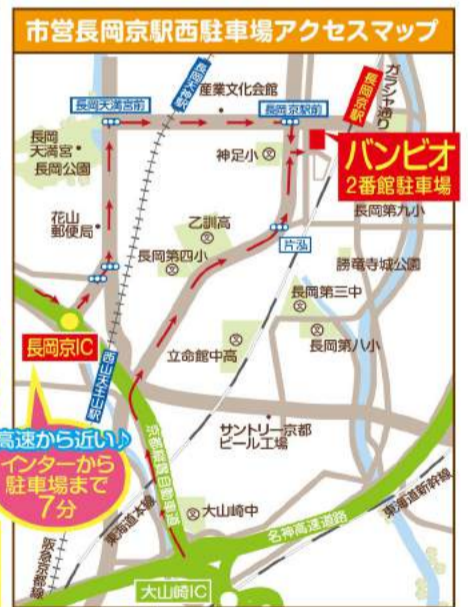 市営長岡京駅西駐車場アクセスマップ
長岡天満宮前
長岡天神駅
産業文化会館
長岡京駅前
長岡京駅
ガラシャ通り
長岡
天満宮
長岡公園
神足小
バンビオ
2番館駐車場
長岡第九小
花山
郵便局
乙訓高
長岡第四小
片泓
勝竜寺城公園
長岡第三中
長岡第八小
長岡京IC
西山天王山駅
立命館中高
高速から近い♪
インターから
駐車場まで
7分
サントリー京都
ビール工場
京都縦貫自動車道
大山崎中
東海道本線
名神高速道路
東海道新幹線
阪急京都線
大山崎IC